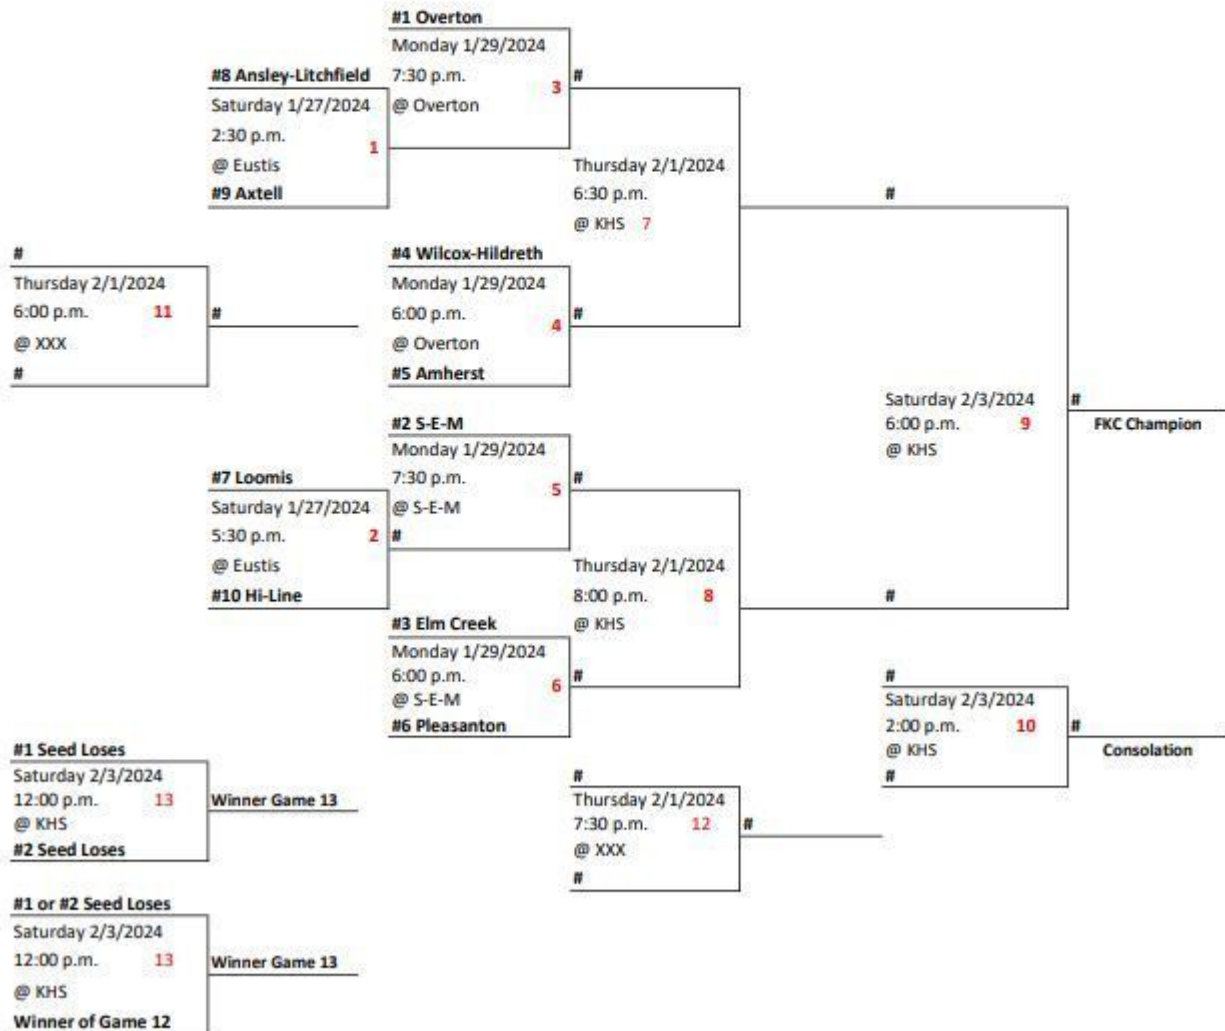 #1 Overton
Monday 1/29/2024
7:30 p.m.
3
@ Overton
#
#8 Ansley-Litchfield
Saturday 1/27/2024
2:30 p.m.
1
@ Eustis
#9 Axtell
Thursday 2/1/2024
6:30 p.m.
@ KHS 7
#
#
Thursday 2/1/2024
6:00 p.m. 11
@ XXX
#
#
#4 Wilcox-Hildreth
Monday 1/29/2024
6:00 p.m.
4
@ Overton
#5 Amherst
#
#2 S-E-M
Monday 1/29/2024
7:30 p.m.
5
@ S-E-M
#
#
#7 Loomis
Saturday 1/27/2024
5:30 p.m. 2
@ Eustis
#10 Hi-Line
Thursday 2/1/2024
8:00 p.m. 8
@ KHS
#
#3 Elm Creek
Monday 1/29/2024
6:00 p.m.
6
@ S-E-M
#6 Pleasanton
#
Saturday 2/3/2024
6:00 p.m. 9
@ KHS
#
FKC Champion
#
Saturday 2/3/2024
2:00 p.m. 10
@ KHS
#
#
Consolation
#1 Seed Loses
Saturday 2/3/2024
12:00 p.m. 13
@ KHS
#2 Seed Loses
Winner Game 13
#
Thursday 2/1/2024
7:30 p.m. 12
@ XXX
#
#
#1 or #2 Seed Loses
Saturday 2/3/2024
12:00 p.m. 13
@ KHS
Winner of Game 12
Winner Game 13